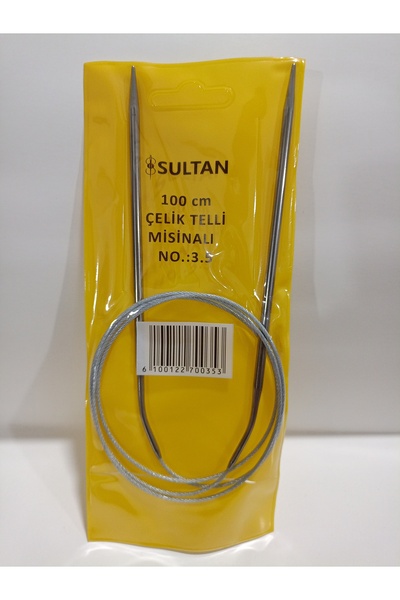 SULTAN
100 cm
ÇELİK TELLİ
MİSİNALI
NO.:3.5
6 100122 700353